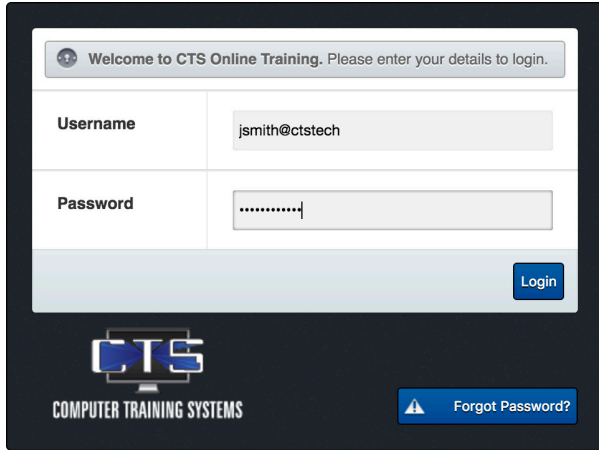 Welcome to CTS Online Training. Please enter your details to login.
Username
jsmith@ctstech
Password
••••••••••••
Login
CTS
COMPUTER TRAINING SYSTEMS
Forgot Password?